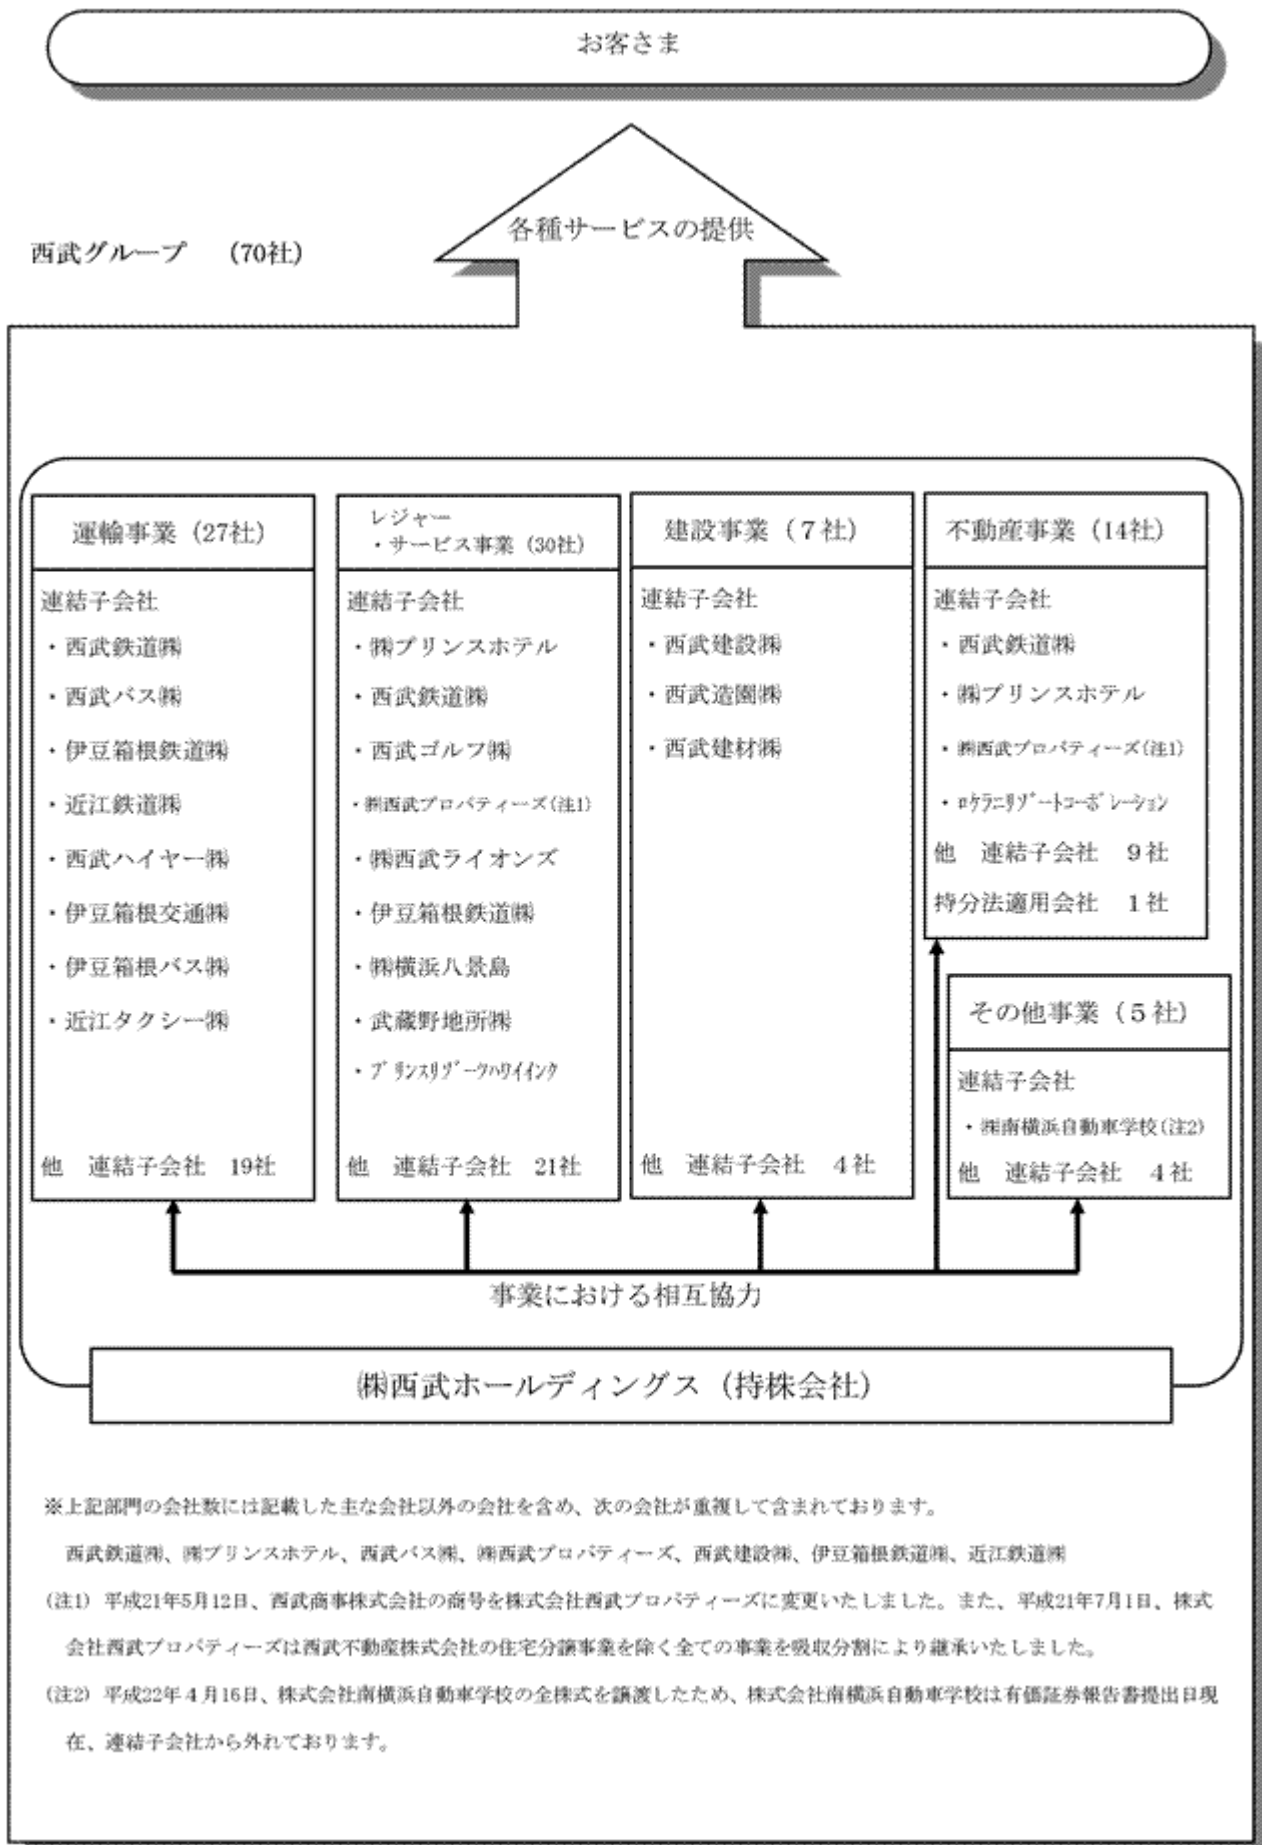 お客さま
各種サービスの提供
西武グループ　（70社）
運輸事業（27社）
連結子会社
・西武鉄道㈱
・西武バス㈱
・伊豆箱根鉄道㈱
・近江鉄道㈱
・西武ハイヤー㈱
・伊豆箱根交通㈱
・伊豆箱根バス㈱
・近江タクシー㈱
他　連結子会社　19社
レジャー
・サービス事業（30社）
連結子会社
・㈱プリンスホテル
・西武鉄道㈱
・西武ゴルフ㈱
・㈱西武プロパティーズ(注1)
・㈱西武ライオンズ
・伊豆箱根鉄道㈱
・㈱横浜八景島
・武蔵野地所㈱
・ﾌﾟﾘﾝｽﾘｿﾞｰﾂﾊﾜｲｲﾝｸ
他　連結子会社　21社
建設事業（７社）
連結子会社
・西武建設㈱
・西武造園㈱
・西武建材㈱
他　連結子会社　４社
不動産事業（14社）
連結子会社
・西武鉄道㈱
・㈱プリンスホテル
・㈱西武プロパティーズ(注1)
・ﾛｹﾗﾆﾘｿﾞｰﾄｺｰﾎﾟﾚｰｼｮﾝ
他　連結子会社　９社
持分法適用会社　１社
その他事業（５社）
連結子会社
・㈱南横浜自動車学校(注2)
他　連結子会社　４社
事業における相互協力
㈱西武ホールディングス（持株会社）
※上記部門の会社数には記載した主な会社以外の会社を含め、次の会社が重複して含まれております。
西武鉄道㈱、㈱プリンスホテル、西武バス㈱、㈱西武プロパティーズ、西武建設㈱、伊豆箱根鉄道㈱、近江鉄道㈱
(注1) 平成21年5月12日、西武商事株式会社の商号を株式会社西武プロパティーズに変更いたしました。また、平成21年7月1日、株式
会社西武プロパティーズは西武不動産株式会社の住宅分譲事業を除く全ての事業を吸収分割により継承いたしました。
(注2) 平成22年４月16日、株式会社南横浜自動車学校の全株式を譲渡したため、株式会社南横浜自動車学校は有価証券報告書提出日現
在、連結子会社から外れております。